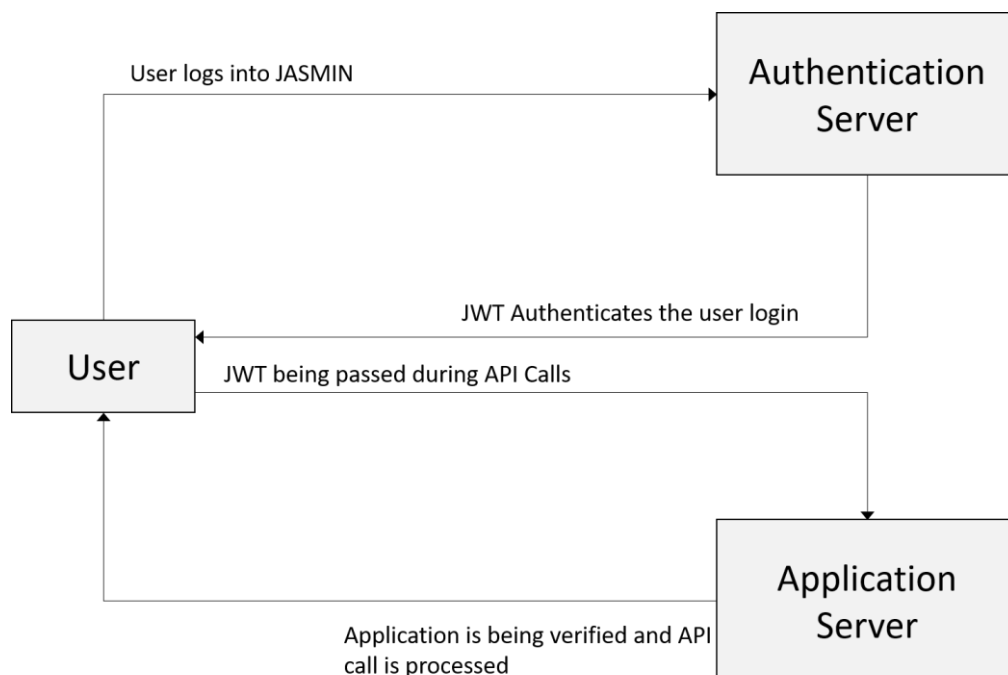 User logs into JASMIN
Authentication
Server
JWT Authenticates the user login
User
JWT being passed during API Calls
Application
Server
Application is being verified and API
call is processed